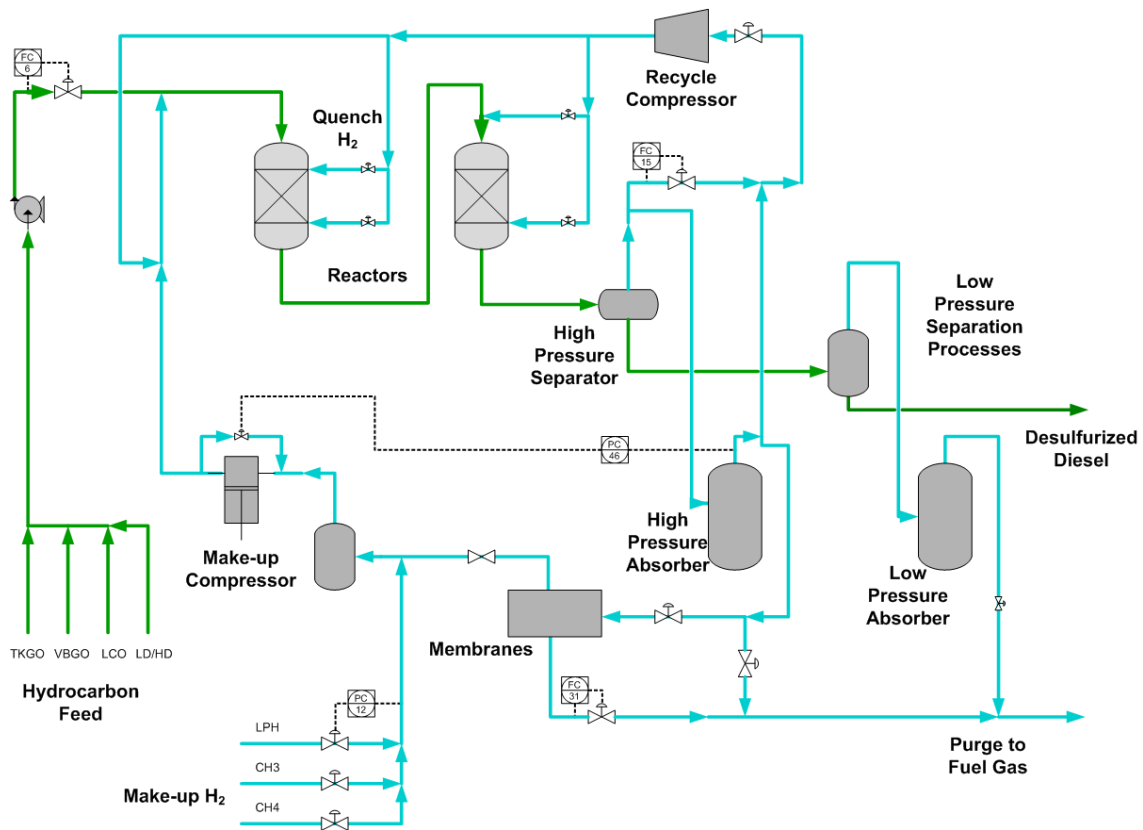 FC
6
Recycle
Compressor
Quench
H₂
FC
15
Reactors
High
Pressure
Separator
Low
Pressure
Separation
Processes
Desulfurized
Diesel
PC
46
Make-up
Compressor
High
Pressure
Absorber
Low
Pressure
Absorber
Membranes
TKGO VBGO LCO LD/HD
Hydrocarbon
Feed
PC
12
FC
31
LPH
CH3
CH4
Make-up H₂
Purge to
Fuel Gas